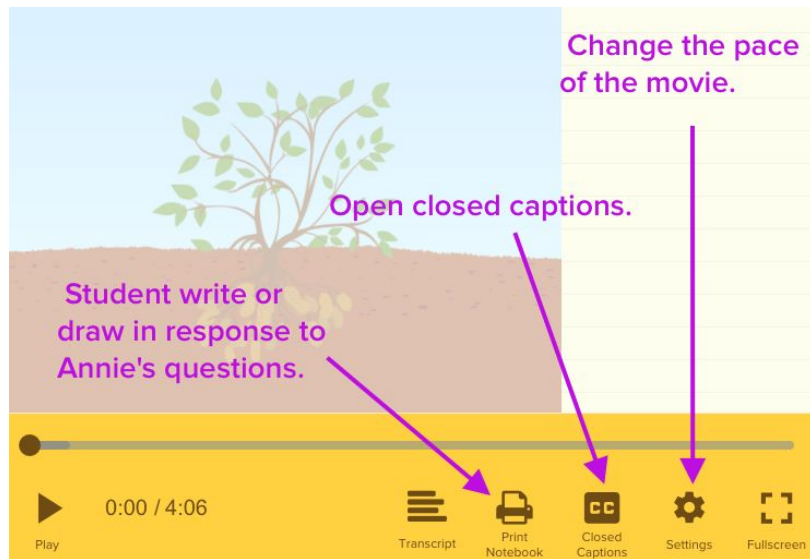 Change the pace
of the movie.
Open closed captions.
Student write or
draw in response to
Annie's questions.
0:00 / 4:06
Play
Transcript
Print
Notebook
CC
Closed
Captions
Settings
Fullscreen